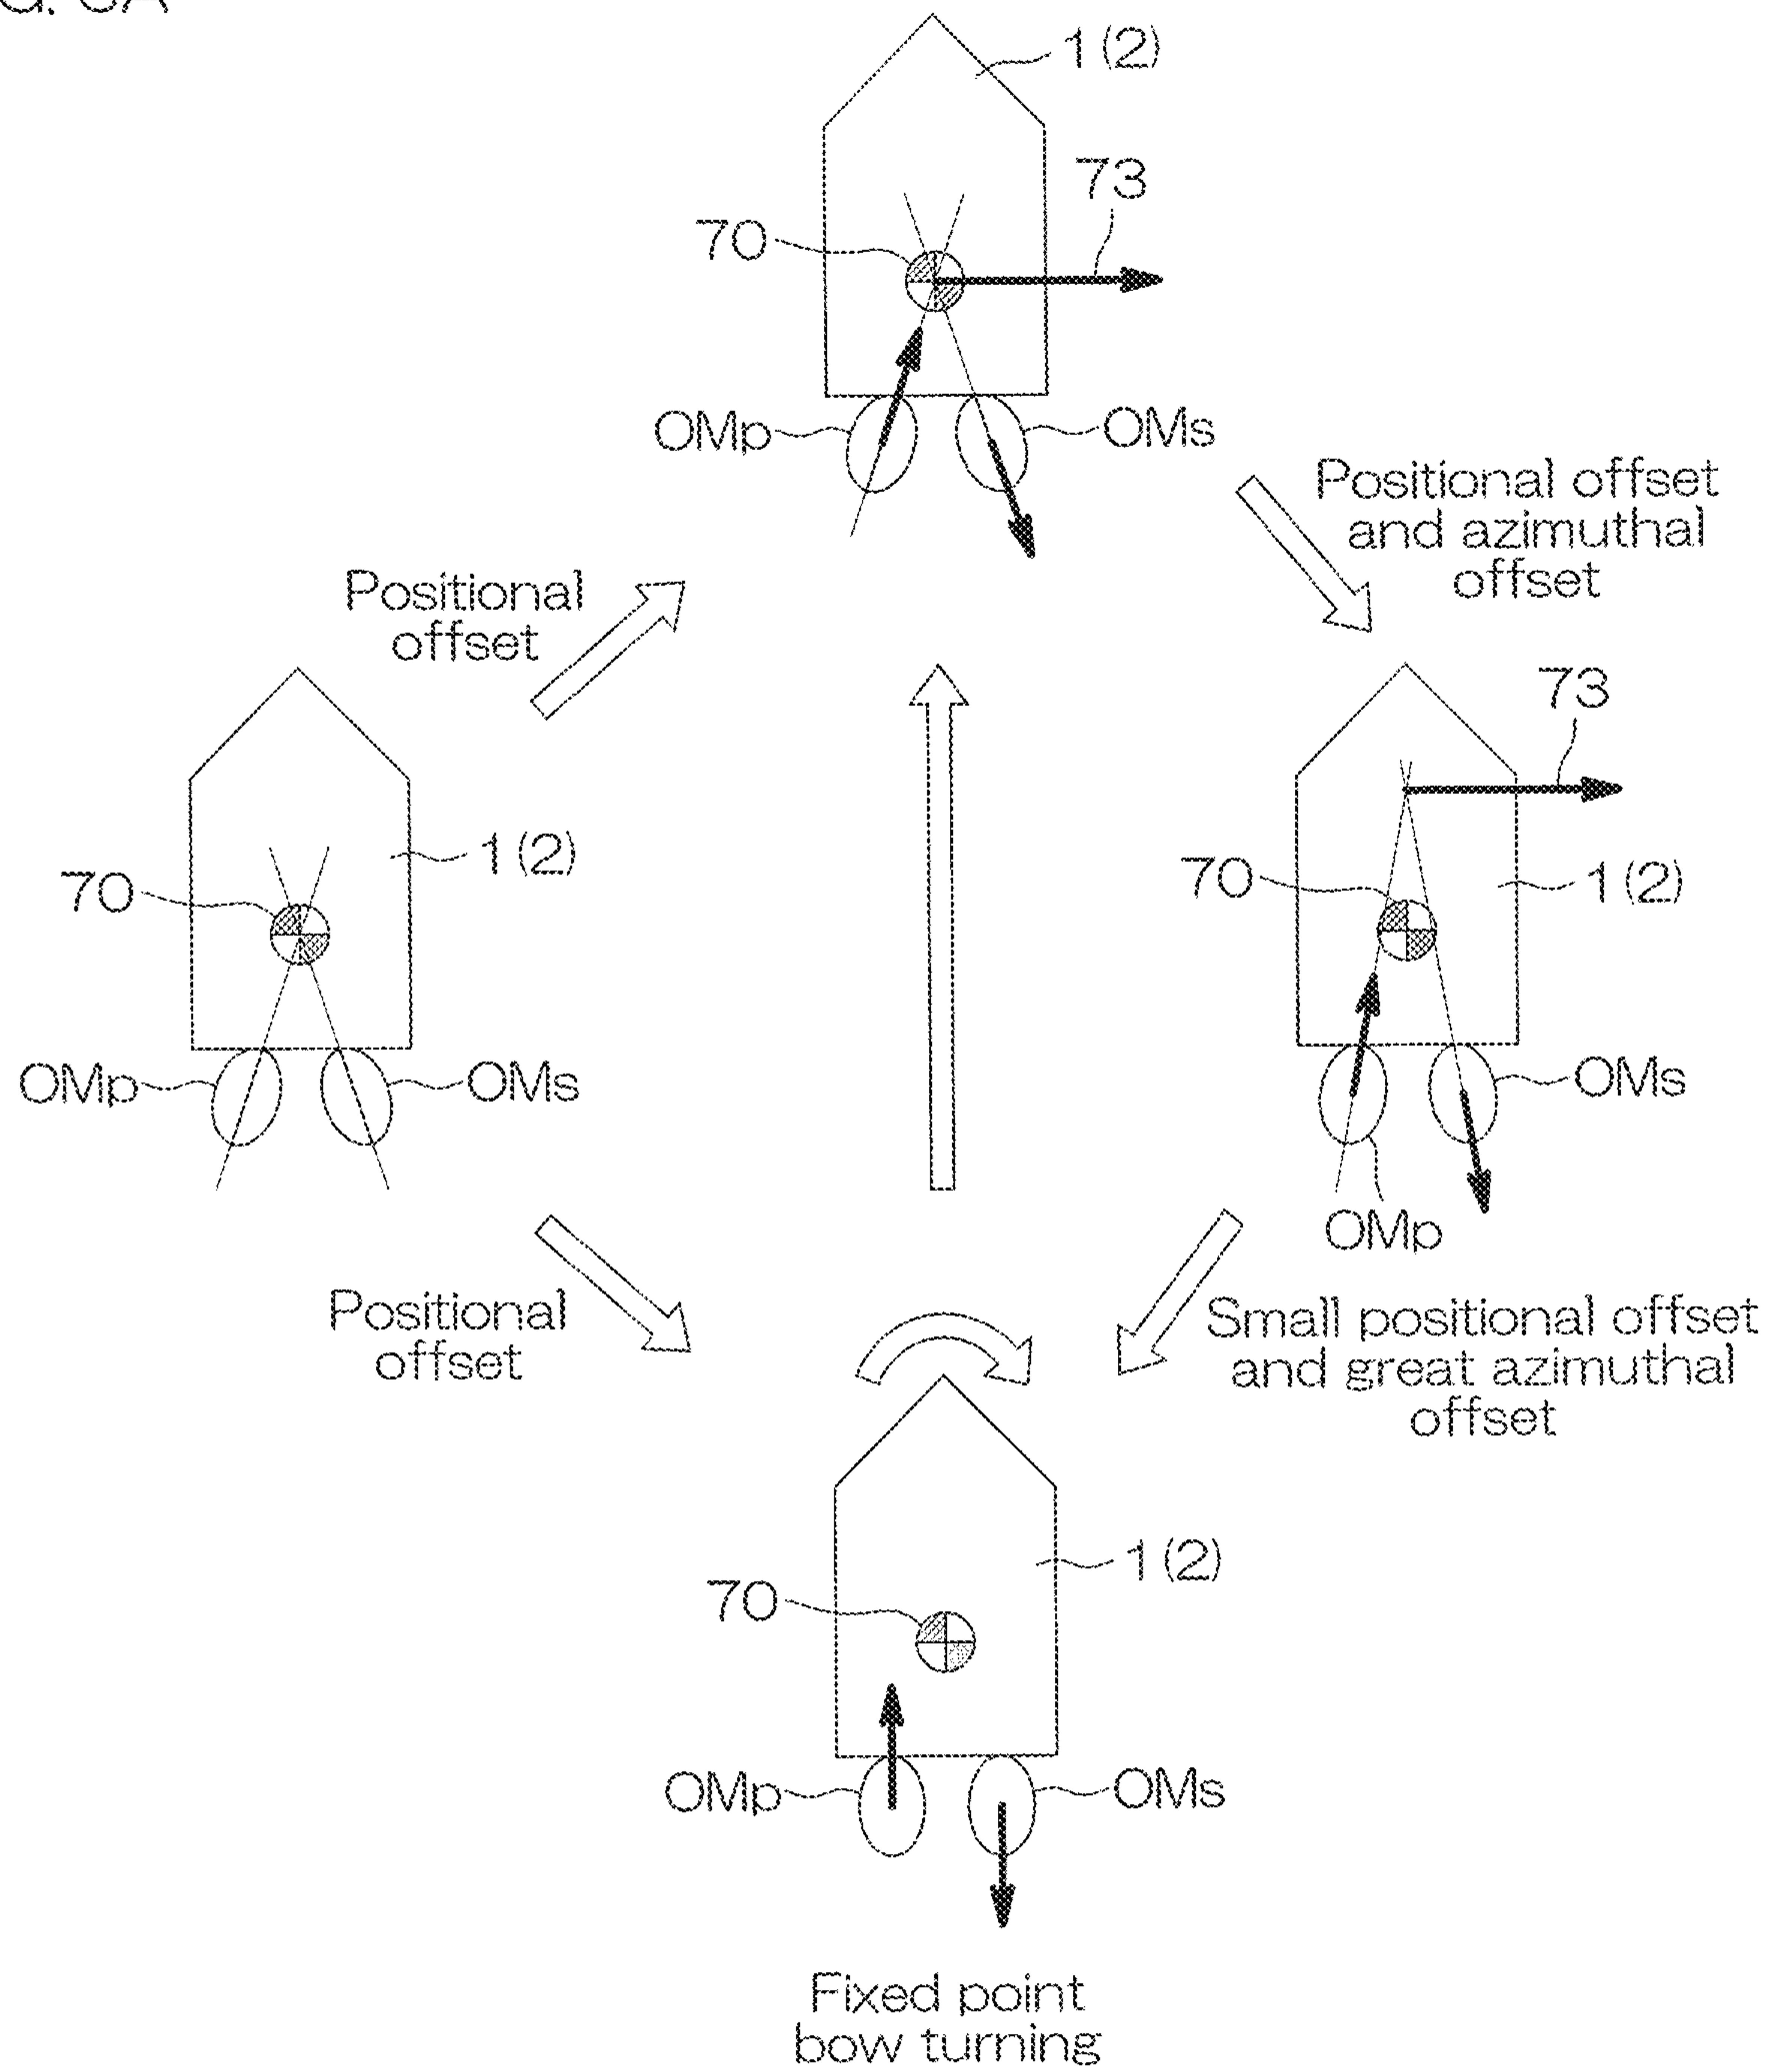 1(2)
73
70
OMp
OMs
Positional offset
and azimuthal
offset
Positional
offset
73
1(2)
70
70
1(2)
OMp
OMs
OMs
OMp
Positional
offset
Small positional offset
and great azimuthal
offset
1(2)
70
OMp
OMs
Fixed point
bow turning